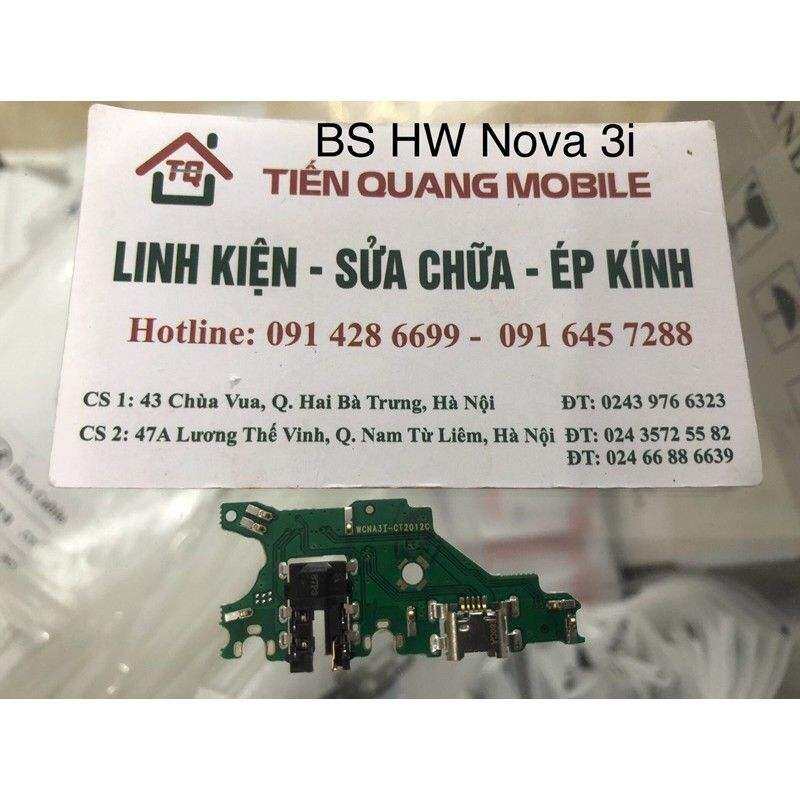 BS HW Nova 3i
TQ
TIẾN QUANG MOBILE
LINH KIỆN - SỬA CHỮA - ÉP KÍNH
Hotline: 091 428 6699 - 091 645 7288
CS 1: 43 Chùa Vua, Q. Hai Bà Trưng, Hà Nội ĐT: 0243 976 6323
CS 2: 47A Lương Thế Vinh, Q. Nam Từ Liêm, Hà Nội ĐT: 024 3572 55 82
ĐT: 024 66 88 6639
WCNA3I-CT2012C